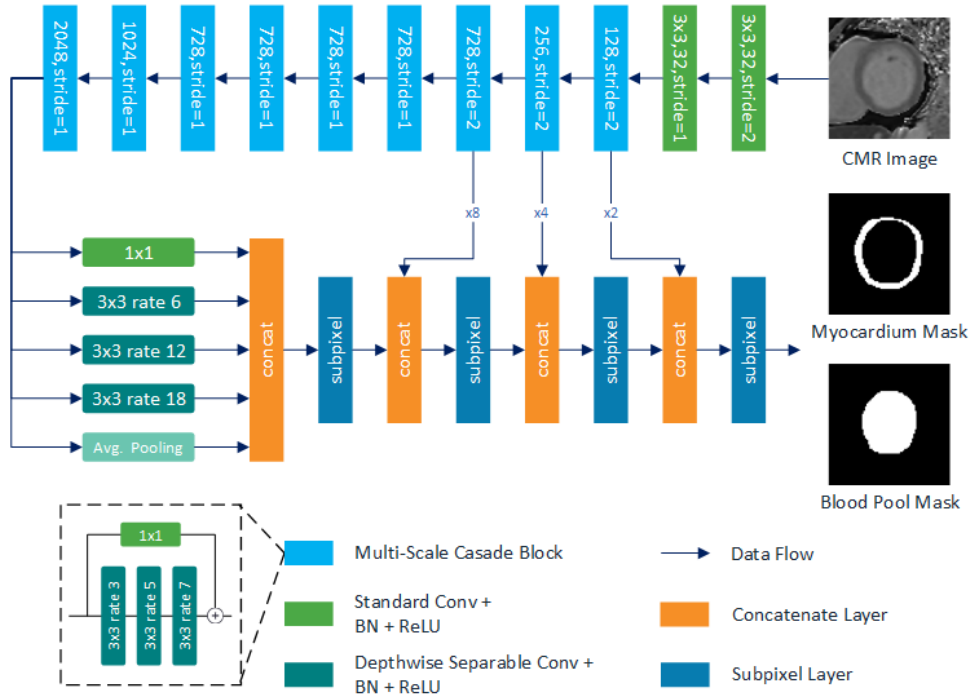 2048,stride=1
1024,stride=1
728,stride=1
728,stride=1
728,stride=1
728,stride=1
728,stride=2
256,stride=2
128,stride=2
3x3,32,stride=1
3x3,32,stride=2
CMR Image
x8
x4
x2
1x1
3x3 rate 6
3x3 rate 12
3x3 rate 18
Avg. Pooling
concat
subpixel
concat
subpixel
concat
subpixel
concat
subpixel
Myocardium Mask
Blood Pool Mask
1x1
3x3 rate 3
3x3 rate 5
3x3 rate 7
Multi-Scale Casade Block
Standard Conv +
BN + ReLU
Depthwise Separable Conv +
BN + ReLU
Data Flow
Concatenate Layer
Subpixel Layer